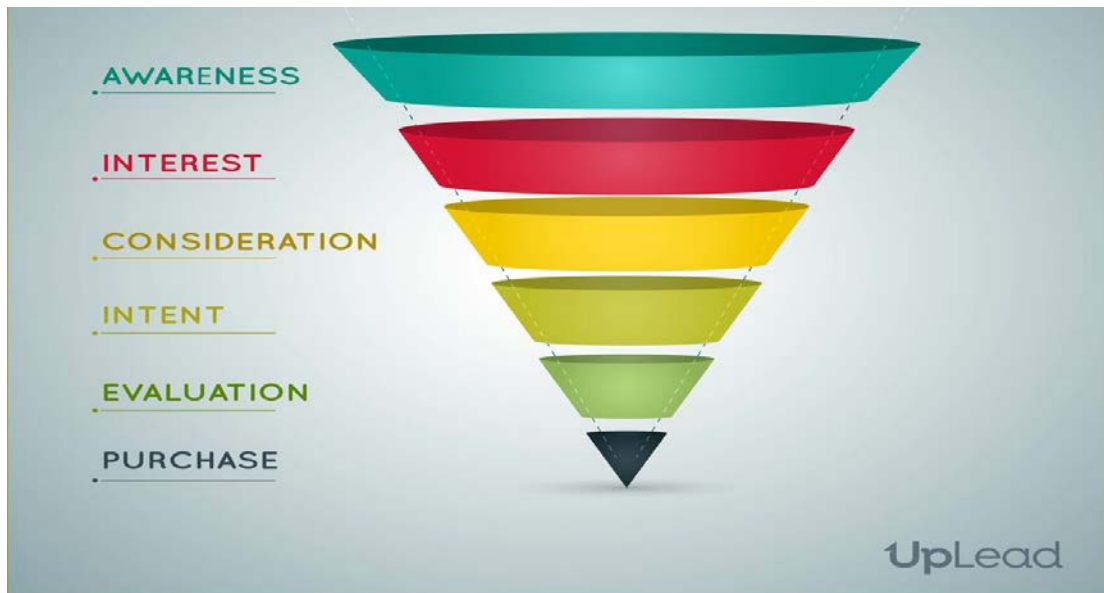 AWARENESS
INTEREST
CONSIDERATION
INTENT
EVALUATION
PURCHASE
UpLead